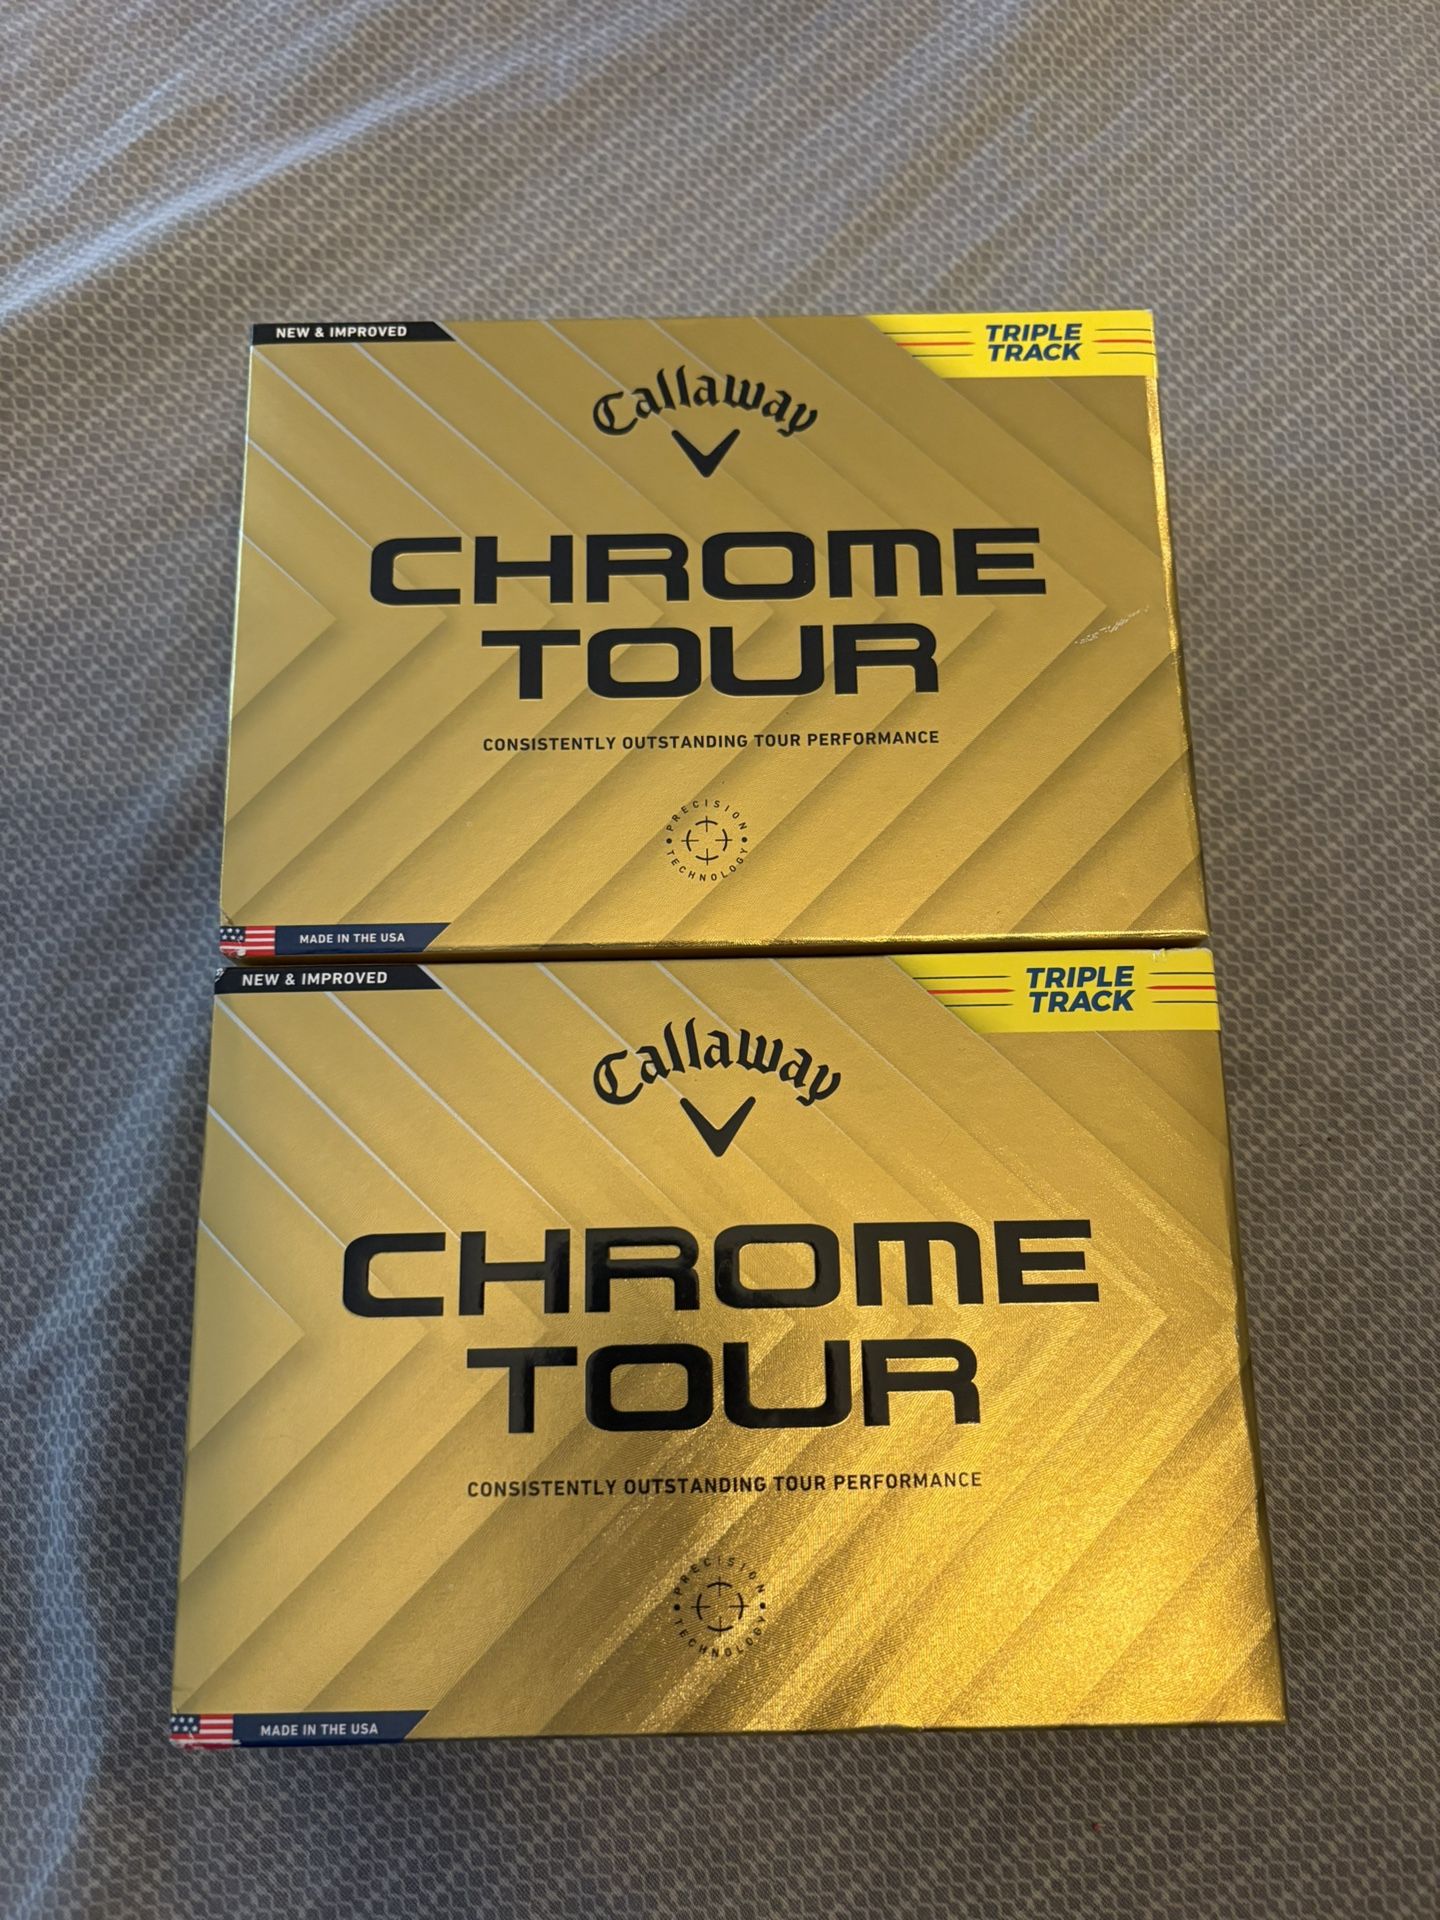 NEW & IMPROVED
TRIPLE
TRACK
Callaway
CHROME
TOUR
CONSISTENTLY OUTSTANDING TOUR PERFORMANCE
PRECISION
TECHNOLOGY
MADE IN THE USA
NEW & IMPROVED
TRIPLE
TRACK
Callaway
CHROME
TOUR
CONSISTENTLY OUTSTANDING TOUR PERFORMANCE
PRECISION
TECHNOLOGY
MADE IN THE USA